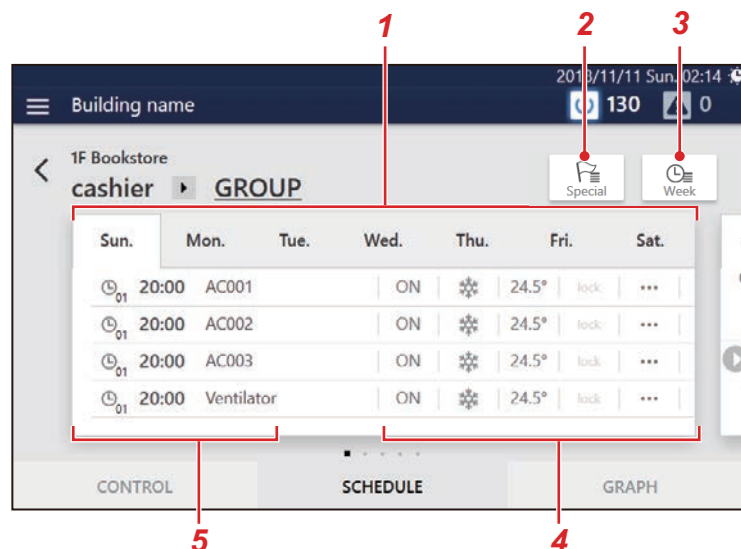 1 2 3
2018/11/11 Sun. 02:14
Building name 130 0
1F Bookstore
cashier GROUP
Special Week
Sun. Mon. Tue. Wed. Thu. Fri. Sat.
01 20:00 AC001 ON 24.5° lock •••
01 20:00 AC002 ON 24.5° lock •••
01 20:00 AC003 ON 24.5° lock •••
01 20:00 Ventilator ON 24.5° lock •••
CONTROL SCHEDULE GRAPH
5 4